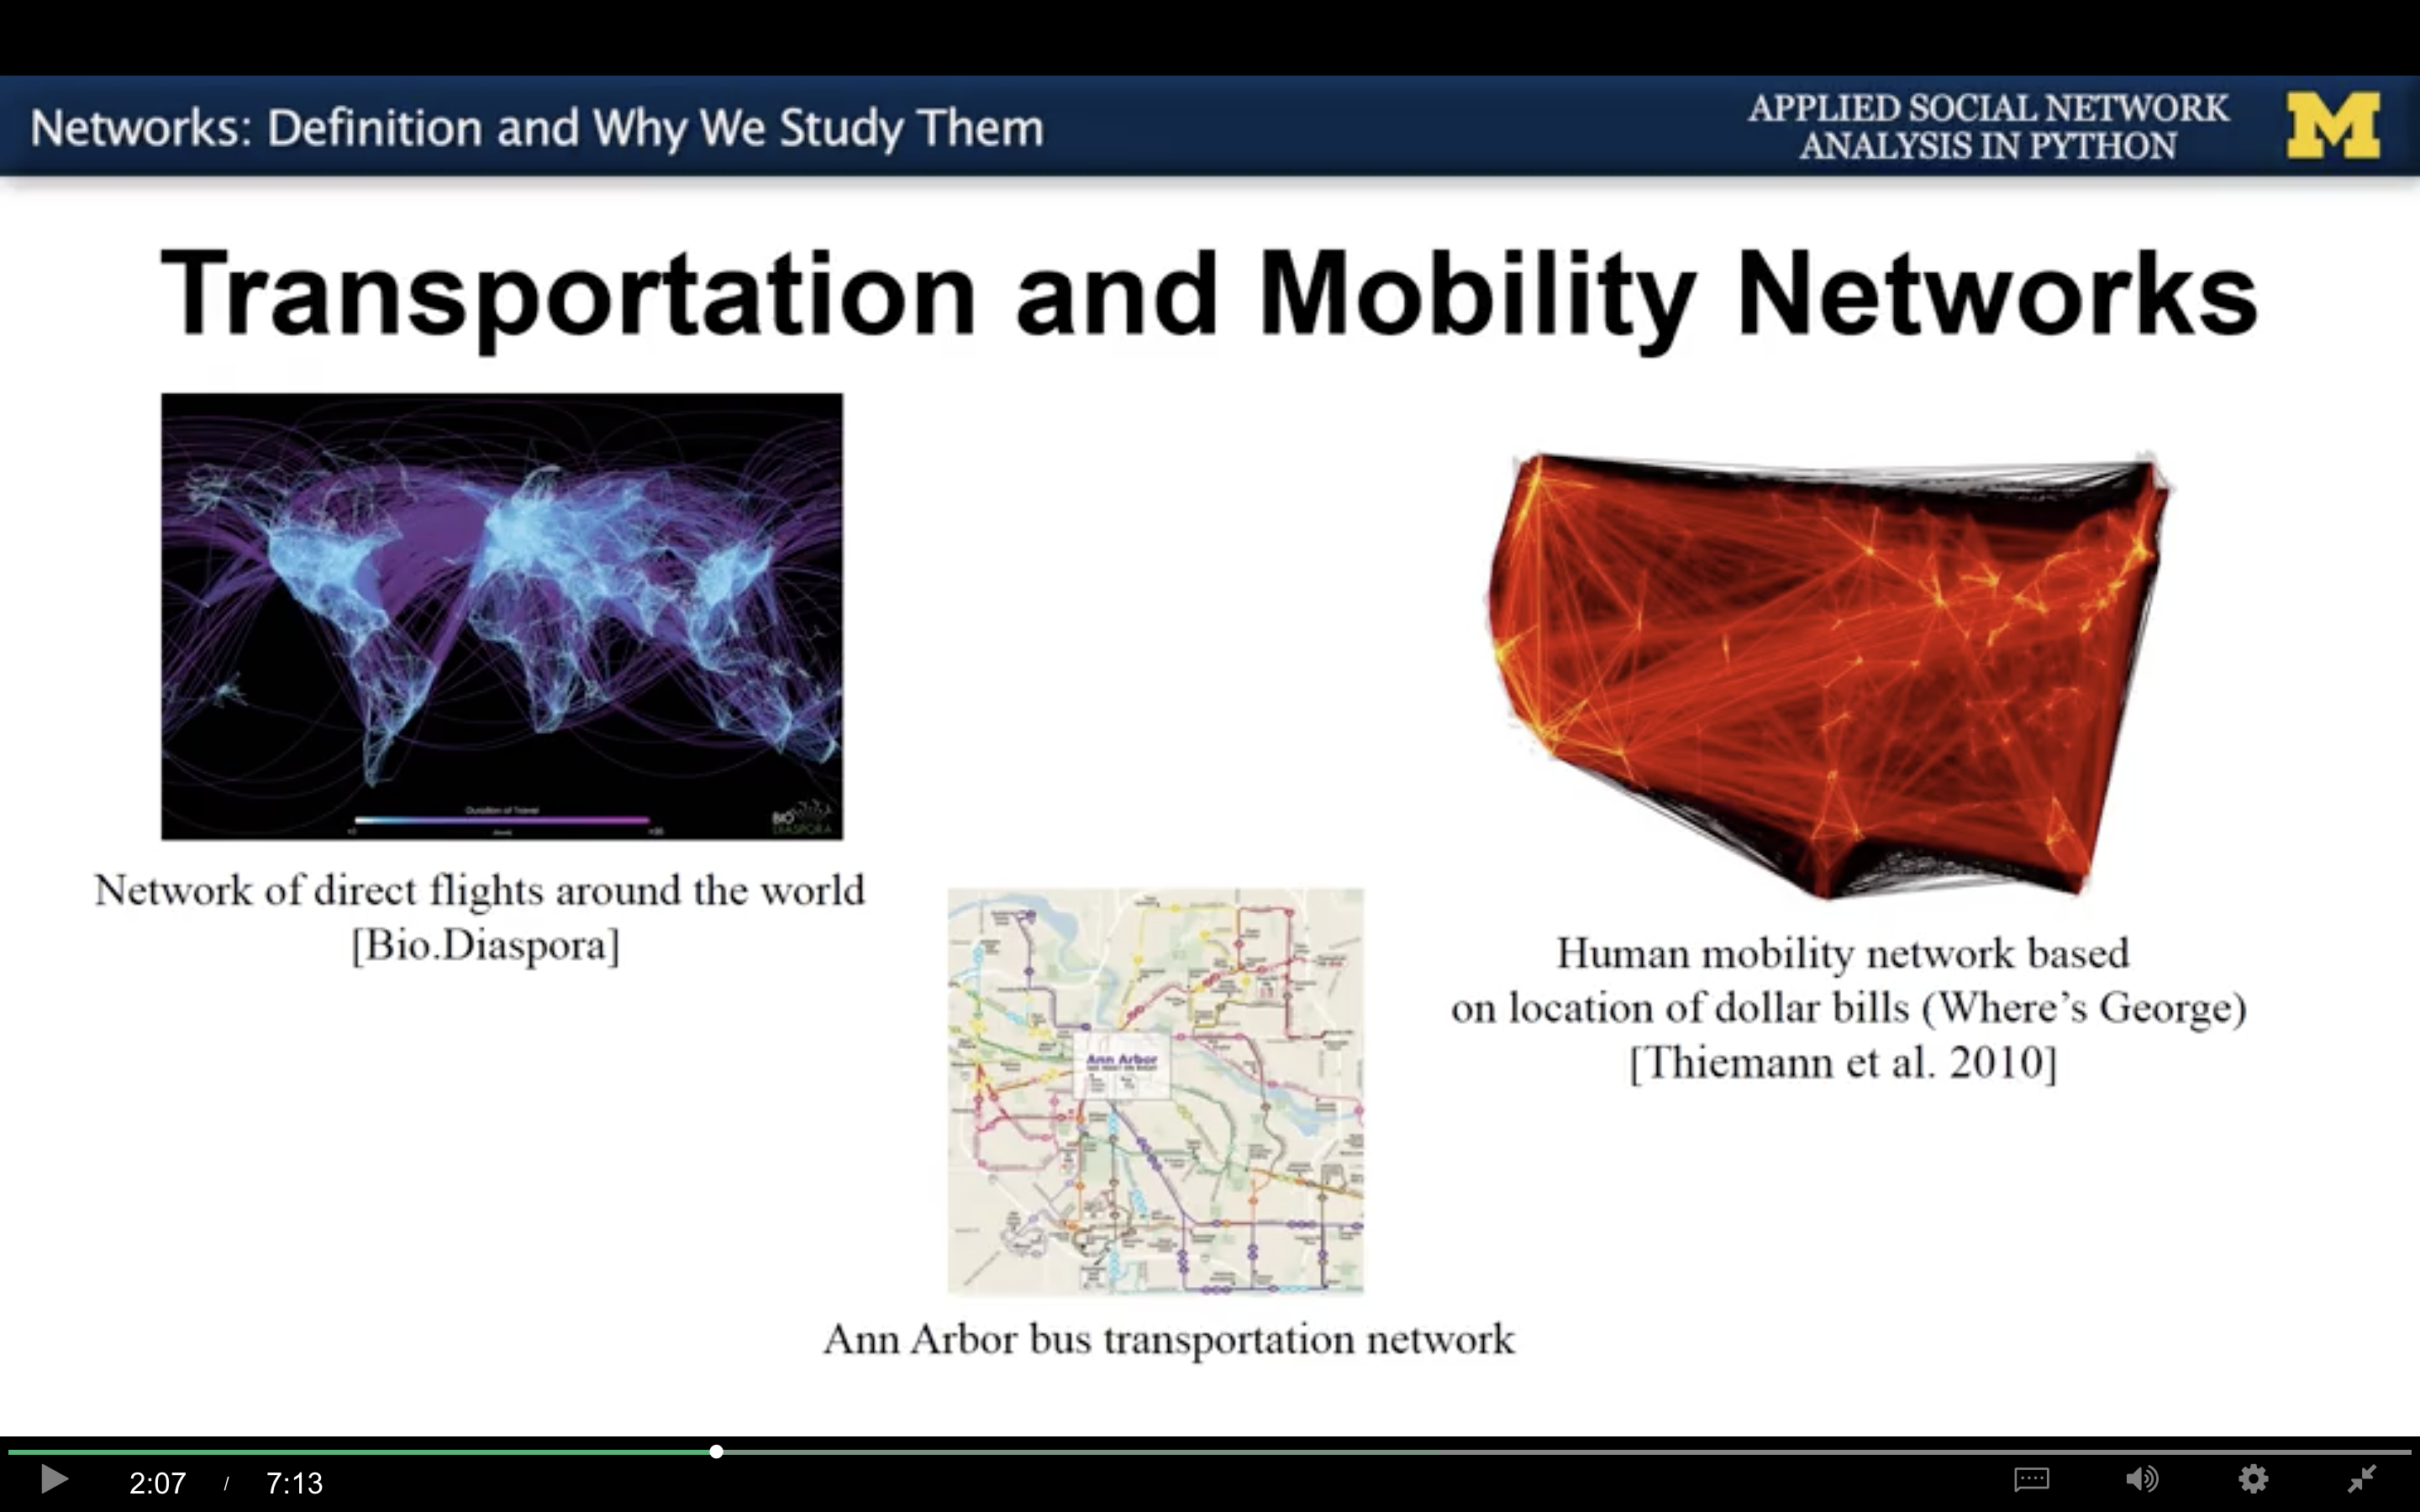 Networks: Definition and Why We Study Them
APPLIED SOCIAL NETWORK
ANALYSIS IN PYTHON
M
Transportation and Mobility Networks
Duration of Travel
BIO
DIASPORA
Network of direct flights around the world
[Bio.Diaspora]
Human mobility network based
on location of dollar bills (Where’s George)
[Thiemann et al. 2010]
Ann Arbor
Ann Arbor bus transportation network
2:07 / 7:13